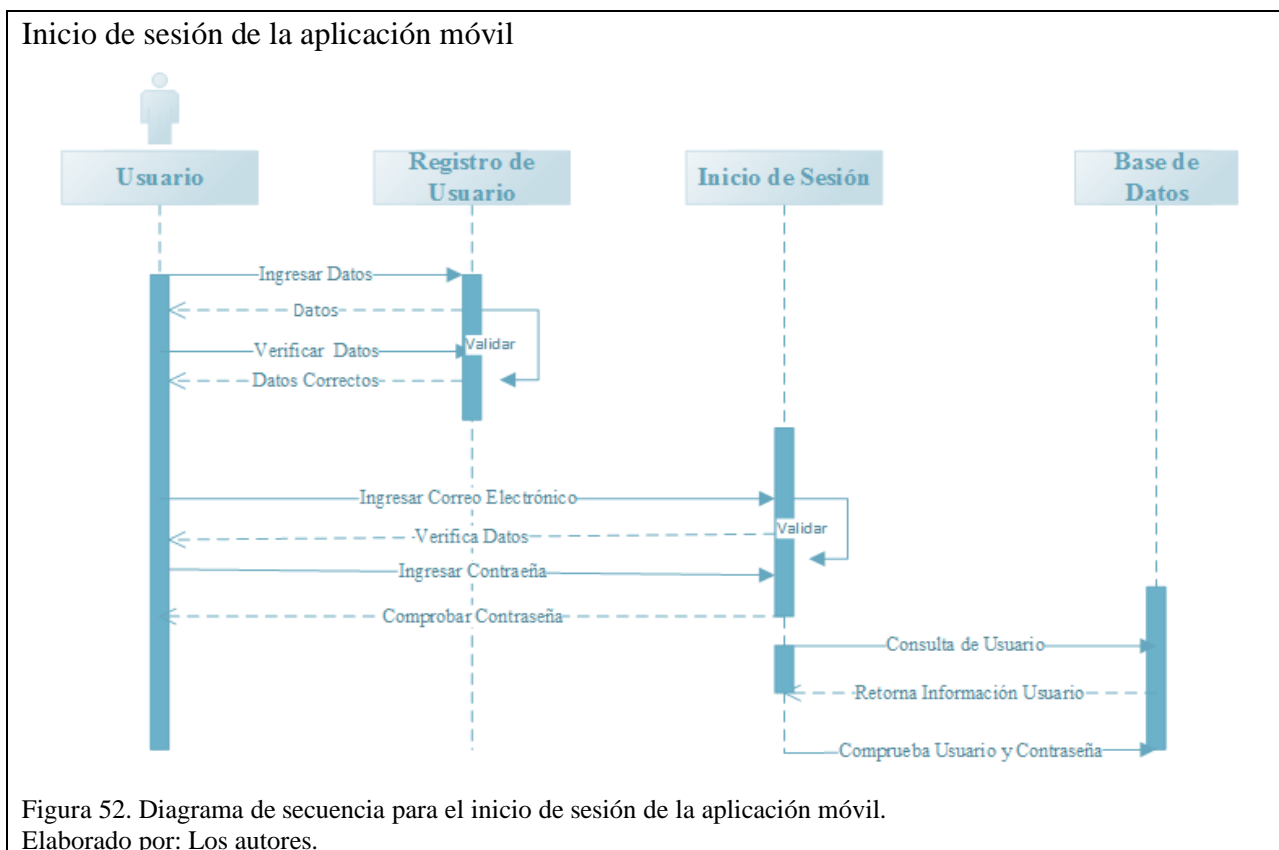 Inicio de sesión de la aplicación móvil
Usuario
Registro de
Usuario
Inicio de Sesión
Base de
Datos
Ingresar Datos
Datos
Validar
Verificar Datos
Datos Correctos
Ingresar Correo Electrónico
Validar
Verifica Datos
Ingresar Contraeña
Comprobar Contraseña
Consulta de Usuario
Retorna Información Usuario
Comprueba Usuario y Contraseña
Figura 52. Diagrama de secuencia para el inicio de sesión de la aplicación móvil.
Elaborado por: Los autores.